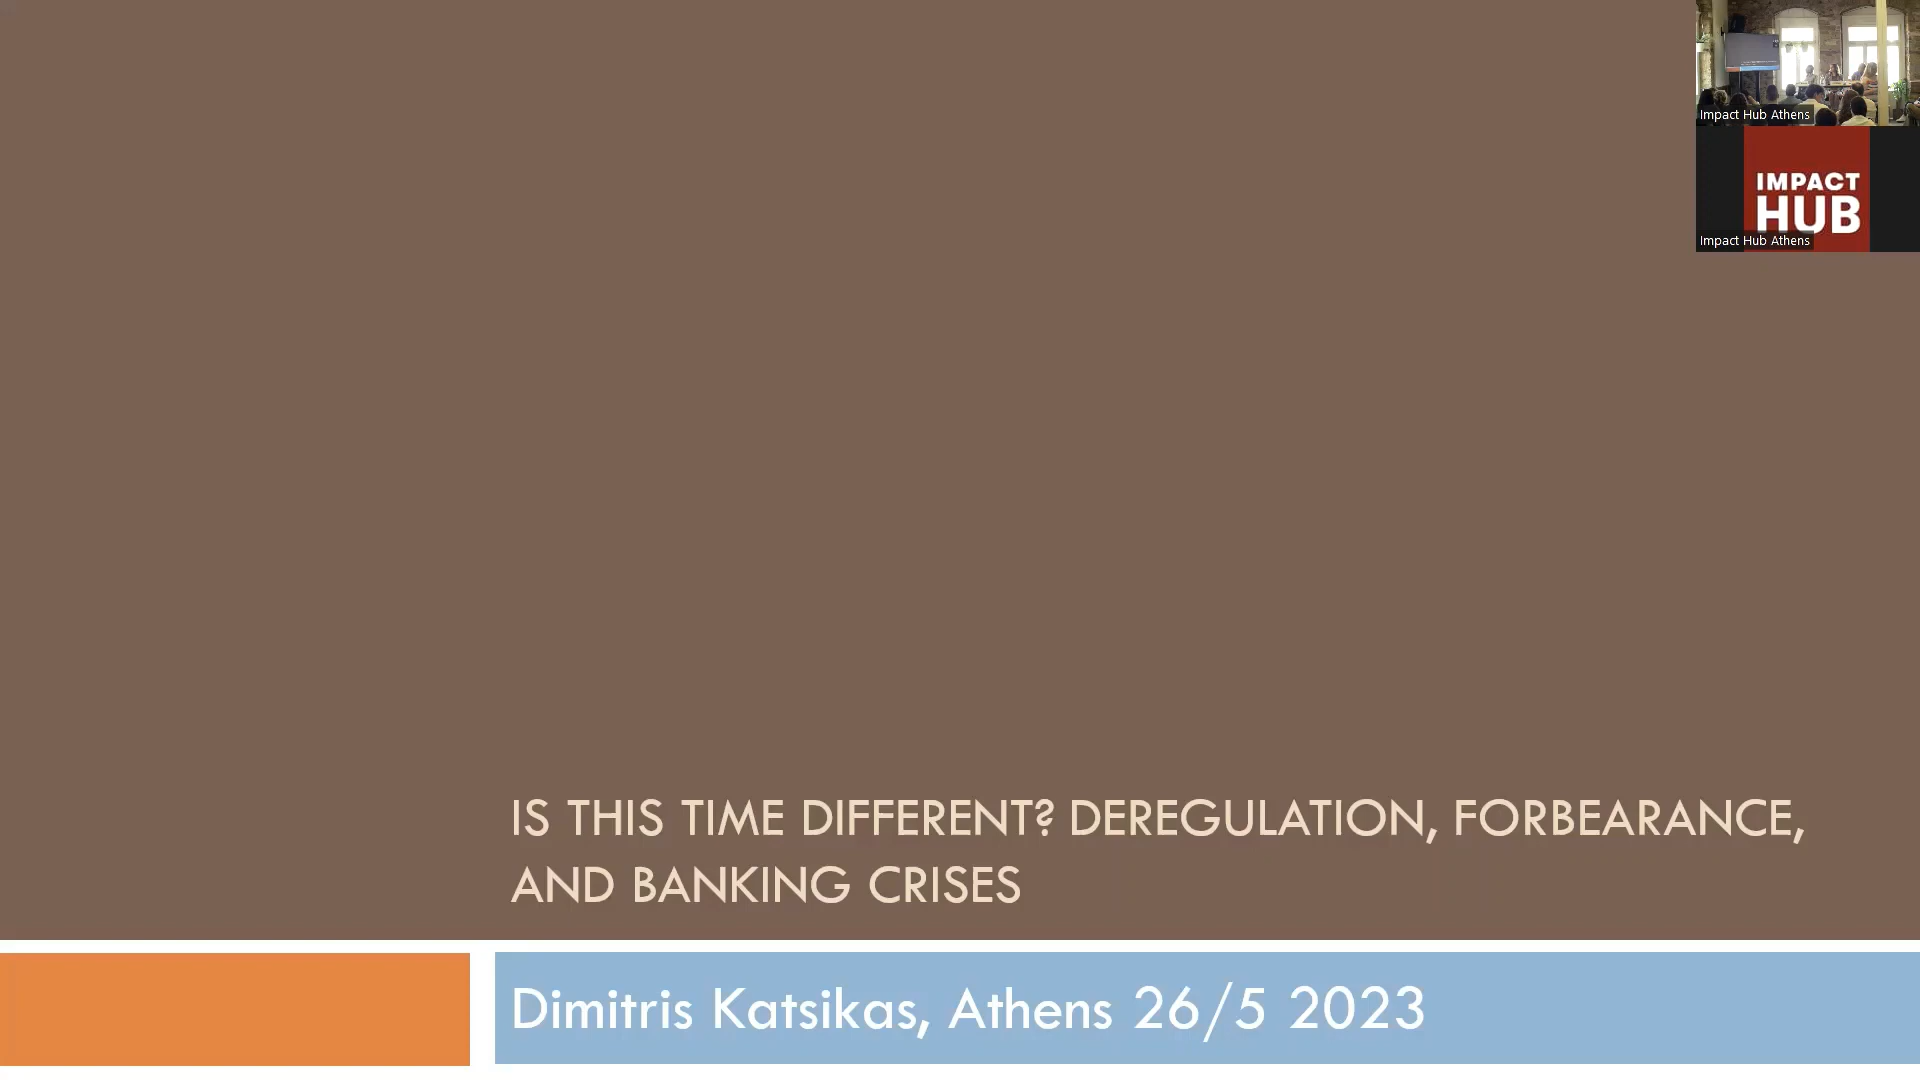 Impact Hub Athens
IMPACT
HUB
Impact Hub Athens
IS THIS TIME DIFFERENT? DEREGULATION, FORBEARANCE,
AND BANKING CRISES
Dimitris Katsikas, Athens 26/5 2023